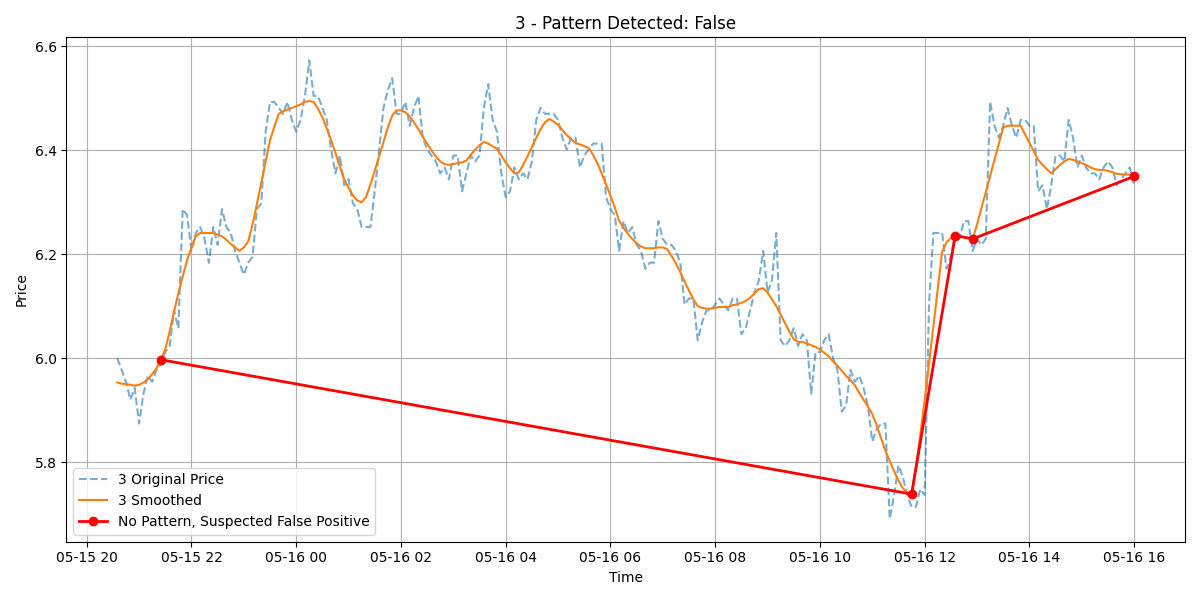 3 - Pattern Detected: False
Price
6.6
6.4
6.2
6.0
5.8
3 Original Price
3 Smoothed
No Pattern, Suspected False Positive
05-15 20 05-15 22 05-16 00 05-16 02 05-16 04 05-16 06 05-16 08 05-16 10 05-16 12 05-16 14 05-16 16
Time